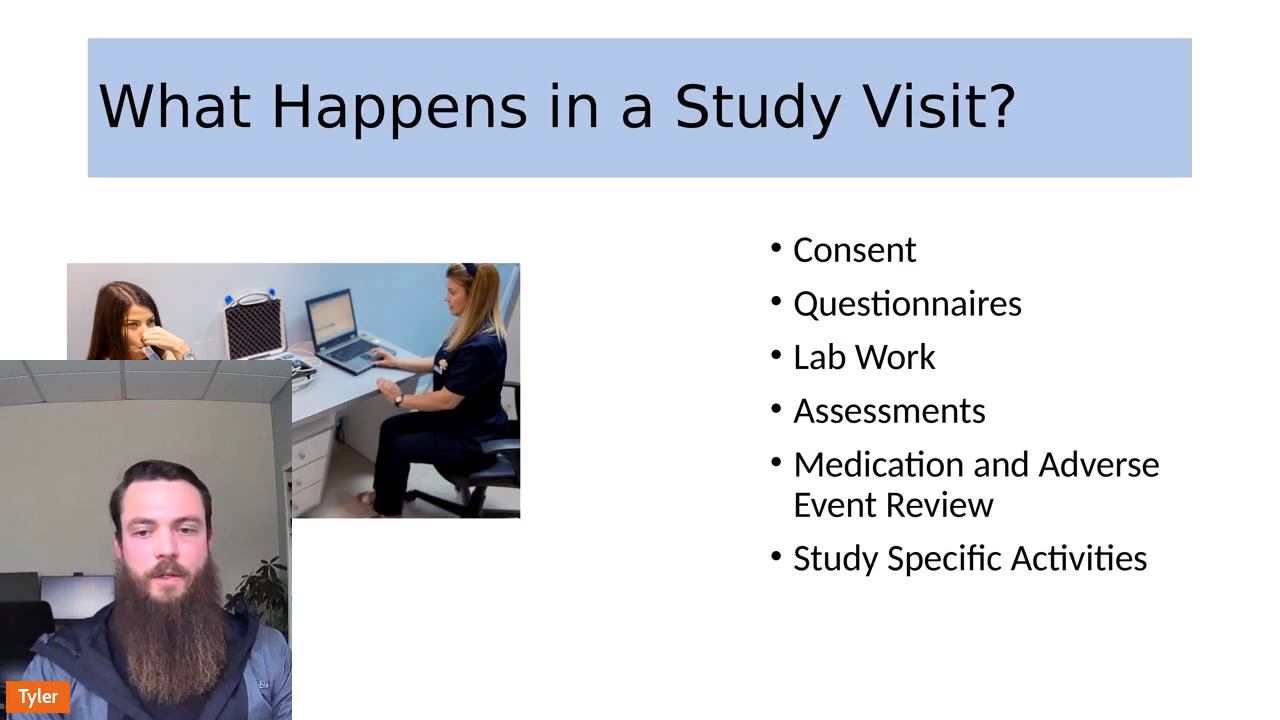 What Happens in a Study Visit?
• Consent
• Questionnaires
• Lab Work
• Assessments
• Medication and Adverse
Event Review
• Study Specific Activities
Tyler